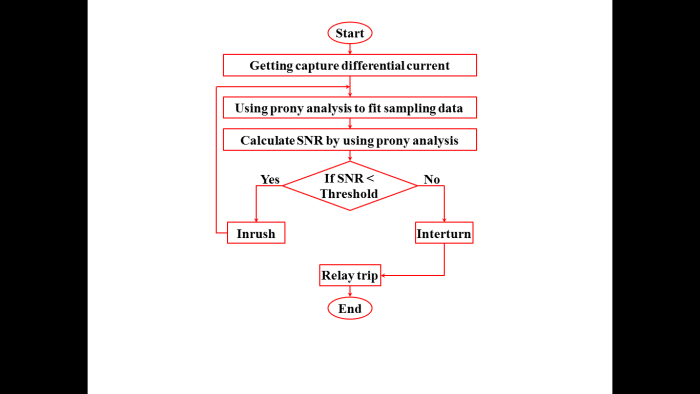 Start
Getting capture differential current
Using prony analysis to fit sampling data
Calculate SNR by using prony analysis
If SNR <
Threshold
Yes
No
Inrush
Interturn
Relay trip
End